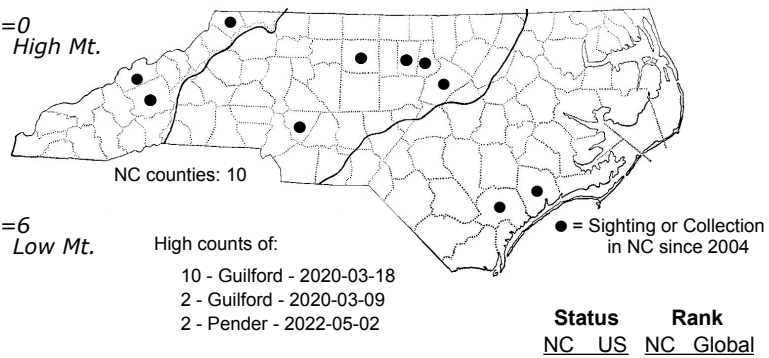 =0
High Mt.
NC counties: 10
=6
Low Mt.
High counts of:
10 - Guilford - 2020-03-18
2 - Guilford - 2020-03-09
2 - Pender - 2022-05-02
● = Sighting or Collection
in NC since 2004
Status Rank
NC US NC Global